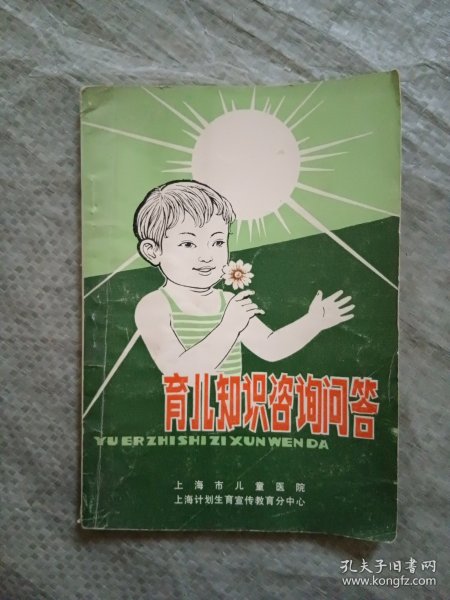 育儿知识咨询问答
YU ER ZHI SHI ZI XUN WEN DA
上海市儿童医院
上海计划生育宣传教育分中心
孔夫子旧书网
www.kongfz.com